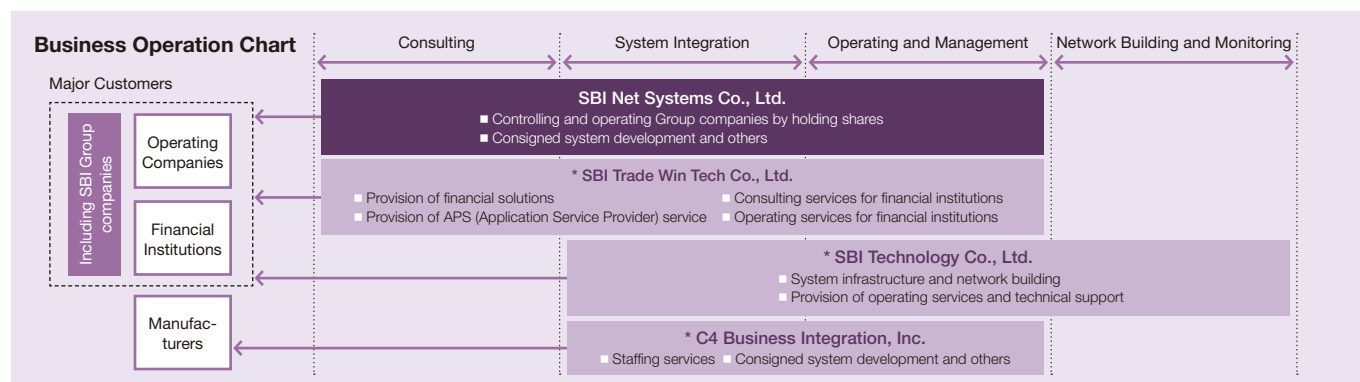 Business Operation Chart
Consulting
System Integration
Operating and Management
Network Building and Monitoring
Major Customers
Including SBI Group
companies
Operating
Companies
Financial
Institutions
Manufac-
turers
SBI Net Systems Co., Ltd.
Controlling and operating Group companies by holding shares
Consigned system development and others
* SBI Trade Win Tech Co., Ltd.
Provision of financial solutions
Consulting services for financial institutions
Provision of APS (Application Service Provider) service
Operating services for financial institutions
* SBI Technology Co., Ltd.
System infrastructure and network building
Provision of operating services and technical support
* C4 Business Integration, Inc.
Staffing services
Consigned system development and others